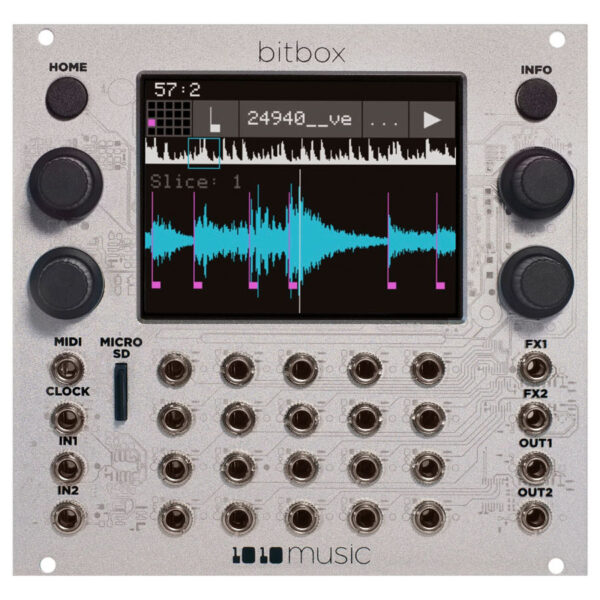 bitbox
HOME
INFO
57:2
24940__ve ...
Slice: 1
MIDI
MICRO
SD
CLOCK
IN1
IN2
FX1
FX2
OUT1
OUT2
1010music